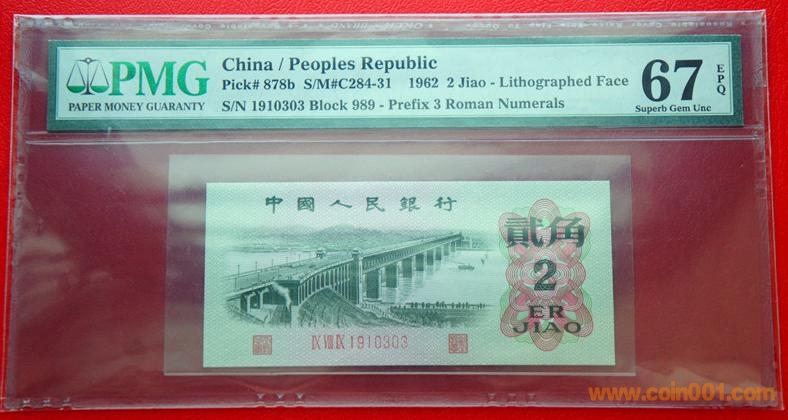 PMG
PAPER MONEY GUARANTY
China / Peoples Republic
Pick# 878b S/M#C284-31 1962 2 Jiao - Lithographed Face
S/N 1910303 Block 989 - Prefix 3 Roman Numerals
67 EPQ
Superb Gem Unc
中國人民銀行
貳角
2
ER
JIAO
IX VIII IX 1910303
www.coin001.com